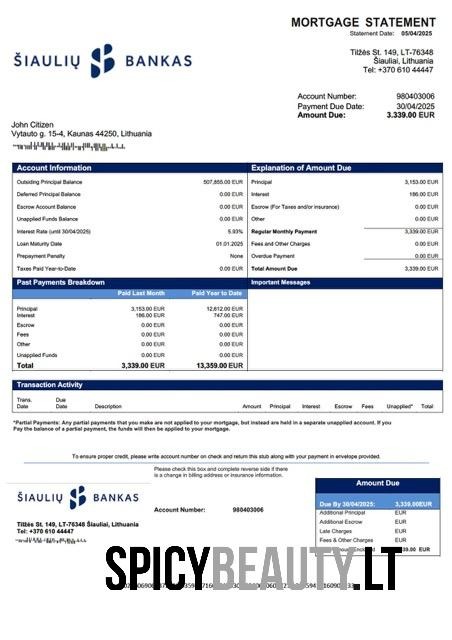 MORTGAGE STATEMENT
Statement Date: 05/04/2025
ŠIAULIŲ BANKAS
Tilžės St. 149, LT-76348
Šiauliai, Lithuania
Tel: +370 610 44447
Account Number: 980403006
Payment Due Date: 30/04/2025
Amount Due: 3,339.00 EUR
John Citizen
Vytauto g. 15-4, Kaunas 44250, Lithuania
Account Information
Outsiding Principal Balance 507,855.00 EUR
Deferred Principal Balance 0.00 EUR
Escrow Account Balance 0.00 EUR
Unapplied Funds Balance 0.00 EUR
Interest Rate (until 30/04/2025) 5.93%
Loan Maturity Date 01.01.2025
Prepayment Penalty None
Taxes Paid Year-to-Date 0.00 EUR
Explanation of Amount Due
Principal 3,153.00 EUR
Interest 186.00 EUR
Escrow (For Taxes and/or insurance) 0.00 EUR
Other 0.00 EUR
Regular Monthly Payment 3,339.00 EUR
Fees and Other Charges 0.00 EUR
Overdue Payment 0.00 EUR
Total Amount Due 3,339.00 EUR
Past Payments Breakdown
Paid Last Month Paid Year to Date
Principal 3,153.00 EUR 12,612.00 EUR
Interest 186.00 EUR 747.00 EUR
Escrow 0.00 EUR 0.00 EUR
Fees 0.00 EUR 0.00 EUR
Other 0.00 EUR 0.00 EUR
Unapplied Funds 0.00 EUR 0.00 EUR
Total 3,339.00 EUR 13,359.00 EUR
Important Messages
Transaction Activity
Trans. Date Due Date Description Amount Principal Interest Escrow Fees Unapplied* Total
*Partial Payments: Any partial payments that you make are not applied to your mortgage, but instead are held in a separate unapplied account. If you
Pay the balance of a partial payment, the funds will then be applied to your mortgage.
To ensure proper credit, please write account number on check and return this stub along with your payment in envelope provided.
Please check this box and complete reverse side if there
is a change in billing address or insurance information.
ŠIAULIŲ BANKAS
Account Number: 980403006
Tilžės St. 149, LT-76348 Šiauliai, Lithuania
Tel: +370 610 44447
Amount Due
Due By 30/04/2025: 3,339.00EUR
Additional Principal EUR
Additional Escrow EUR
Late Charges EUR
Fees & Other Charges EUR
SPICYBEAUTY.LT